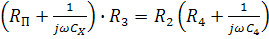 (R_П + 1/(jωC_X)) · R_3 = R_2 (R_4 + 1/(jωC_4))